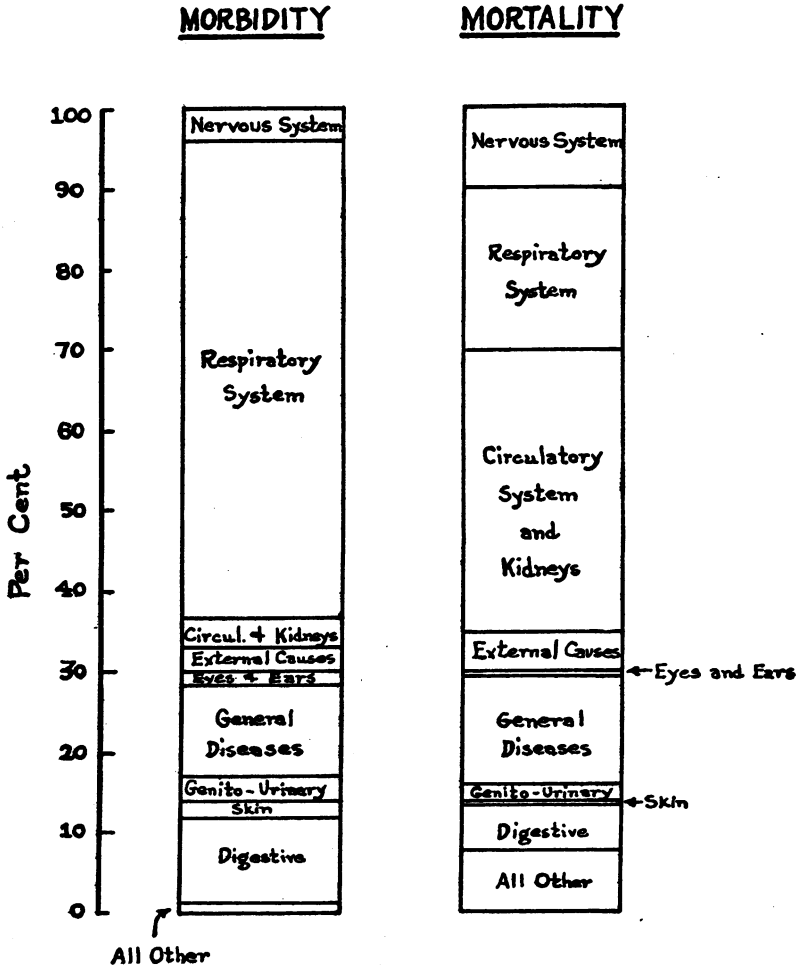 MORBIDITY
MORTALITY
Per Cent
100
90
80
70
60
50
40
30
20
10
0
Nervous System
Respiratory
System
Circul. & Kidneys
External Causes
Eyes & Ears
General
Diseases
Genito-Urinary
Skin
Digestive
All Other
Nervous System
Respiratory
System
Circulatory
System
and
Kidneys
External Causes
Eyes and Ears
General
Diseases
Genito-Urinary
Skin
Digestive
All Other